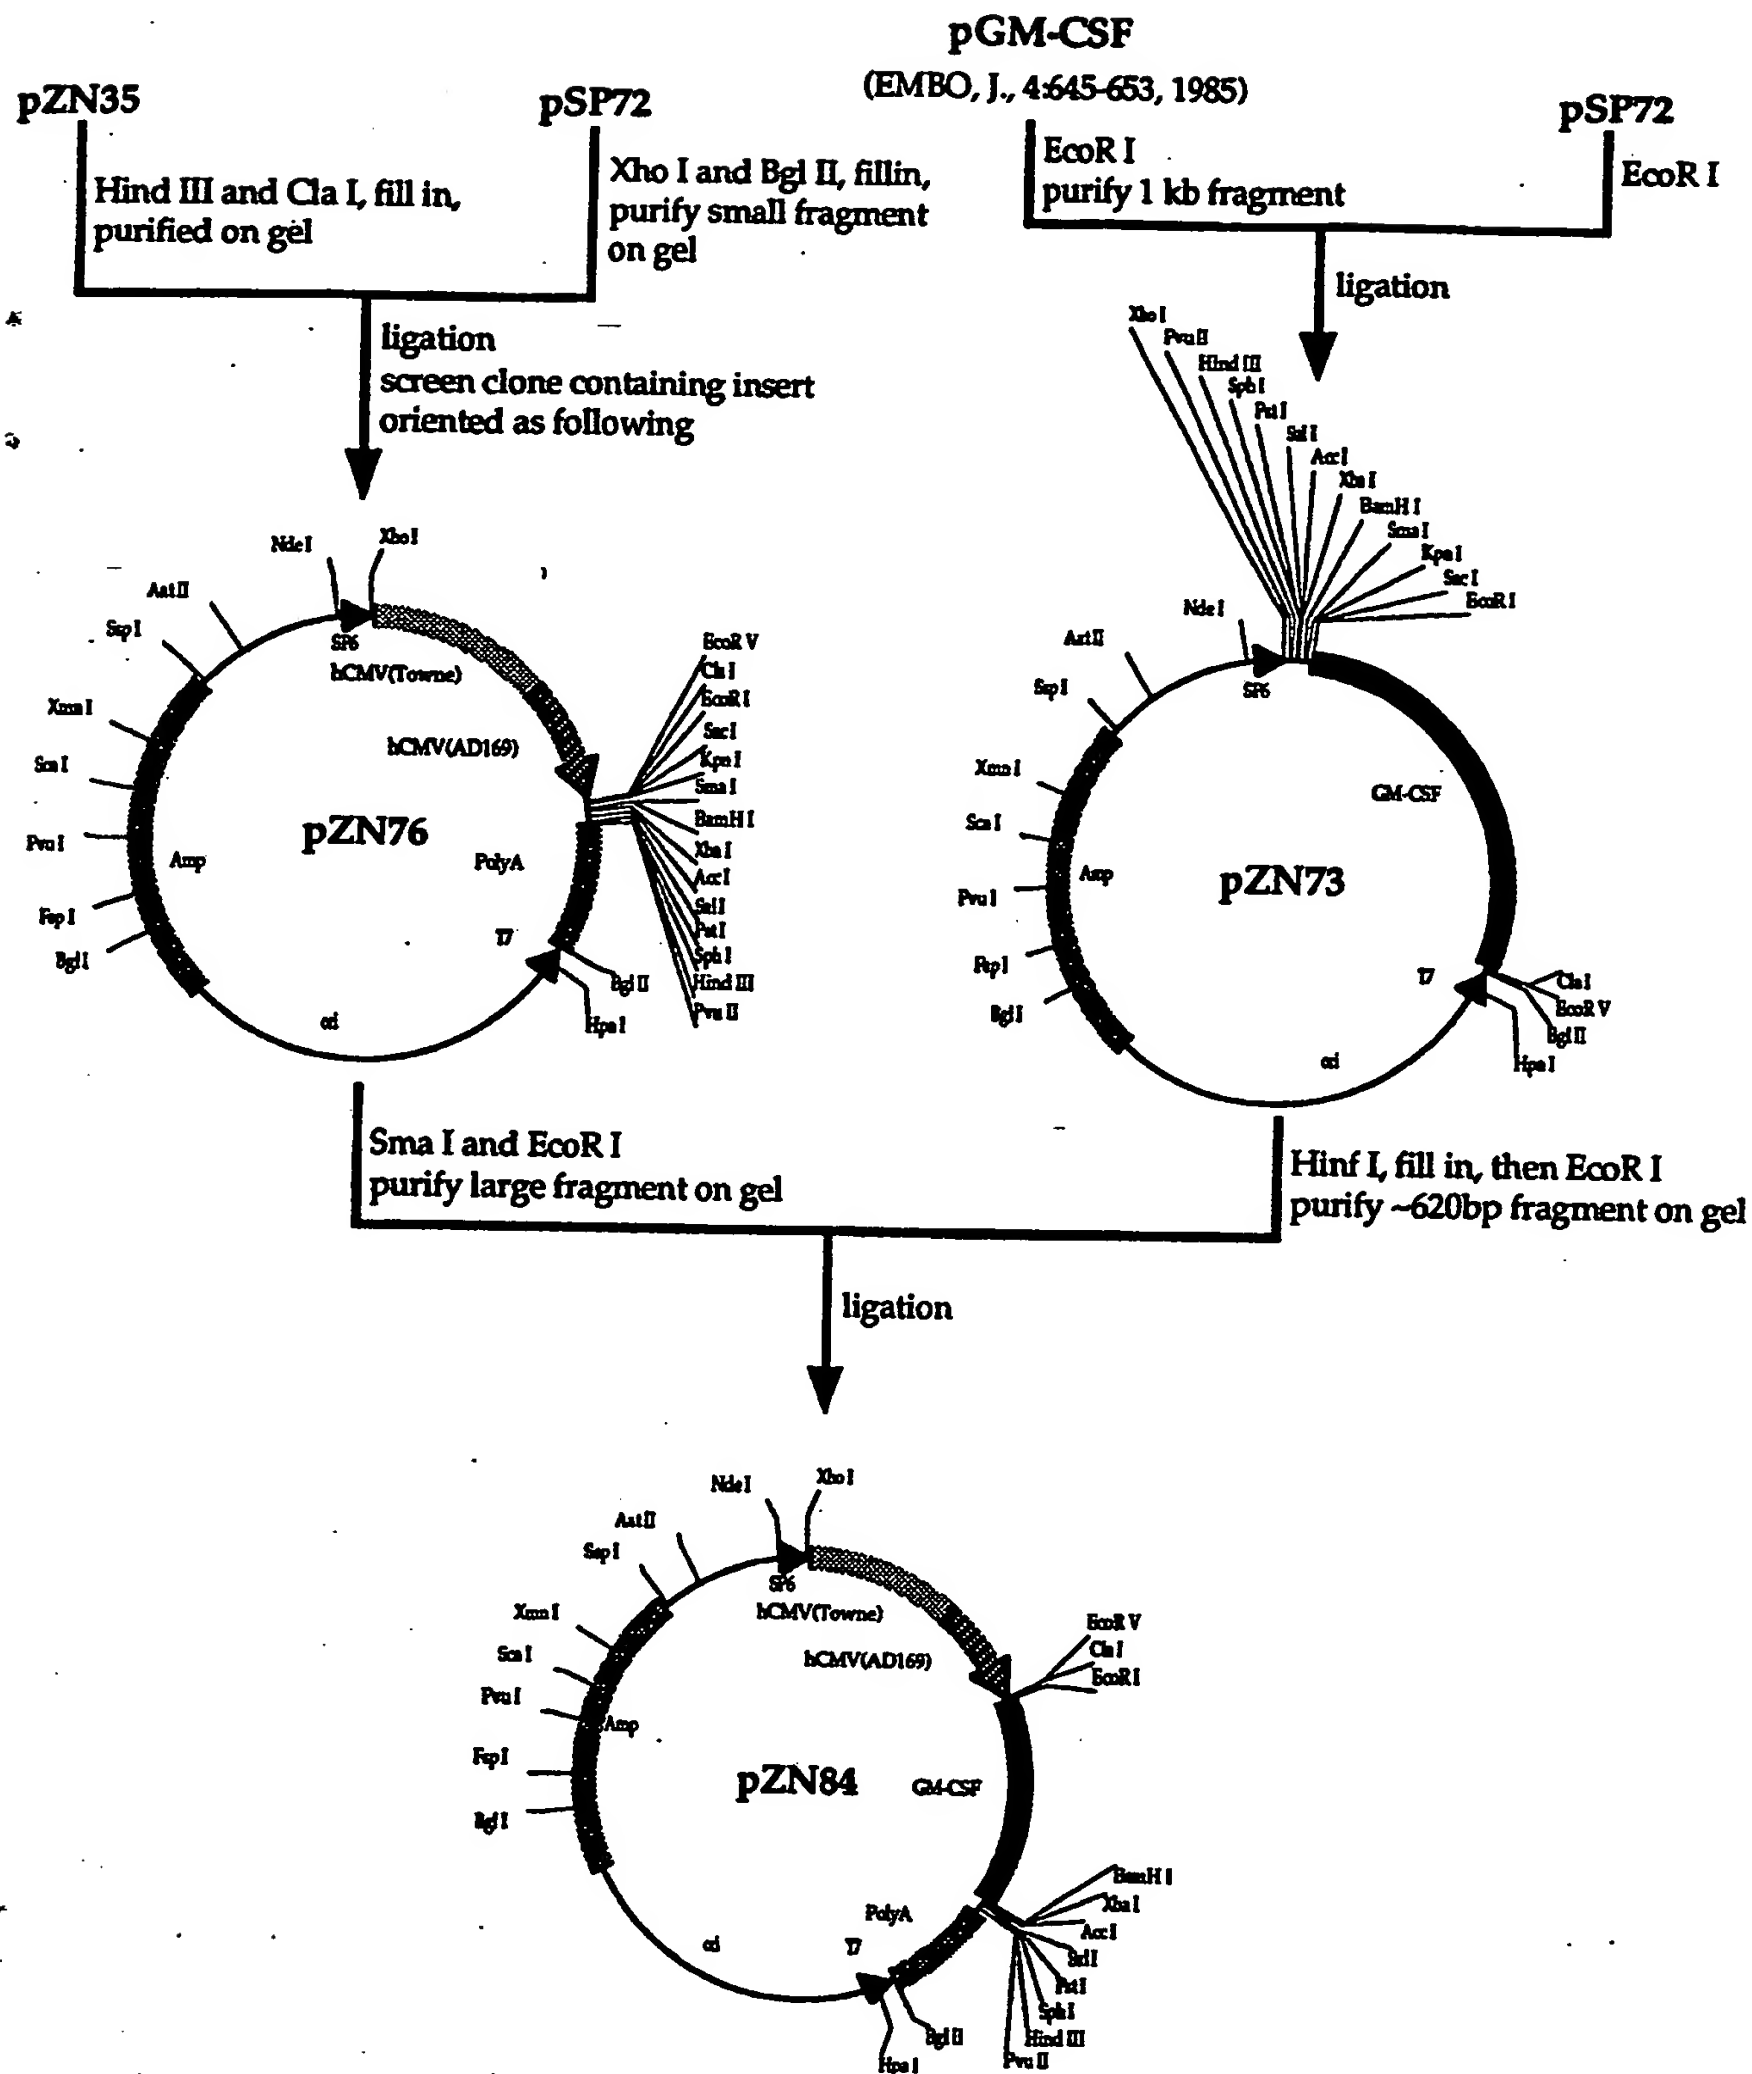 pGM-CSF
(EMBO, J., 4:645-653, 1985)
pZN35
pSP72
pSP72
Hind III and Cla I, fill in,
purified on gel
Xho I and Bgl II, fillin,
purify small fragment
on gel
EcoR I
purify 1 kb fragment
EcoR I
ligation
screen clone containing insert
oriented as following
ligation
Nde I
Xho I
Aat II
Ssp I
Xmn I
Sca I
Pvu I
Fsp I
Bgl I
SP6
hCMV(Towne)
hCMV(AD169)
pZN76
Amp
PolyA
T7
ori
EcoR V
Cla I
EcoR I
Sac I
Kpn I
Sma I
BamH I
Xba I
Acc I
Sal I
Pst I
Sph I
Hind III
Pvu II
Bgl II
Hpa I
Xho I
Pvu II
Hind III
Sph I
Pst I
Sal I
Acc I
Xba I
BamH I
Sma I
Kpn I
Sac I
EcoR I
Nde I
Aat II
Ssp I
Xmn I
Sca I
Pvu I
Fsp I
Bgl I
SP6
GM-CSF
pZN73
Amp
T7
ori
Cla I
EcoR V
Bgl II
Hpa I
Sma I and EcoR I
purify large fragment on gel
Hinf I, fill in, then EcoR I
purify ~620bp fragment on gel
ligation
Nde I
Xho I
Aat II
Ssp I
Xmn I
Sca I
Pvu I
Fsp I
Bgl I
SP6
hCMV(Towne)
hCMV(AD169)
EcoR V
Cla I
EcoR I
Amp
pZN84
GM-CSF
PolyA
T7
ori
BamH I
Xba I
Acc I
Sal I
Pst I
Sph I
Hind III
Pvu II
Bgl II
Hpa I